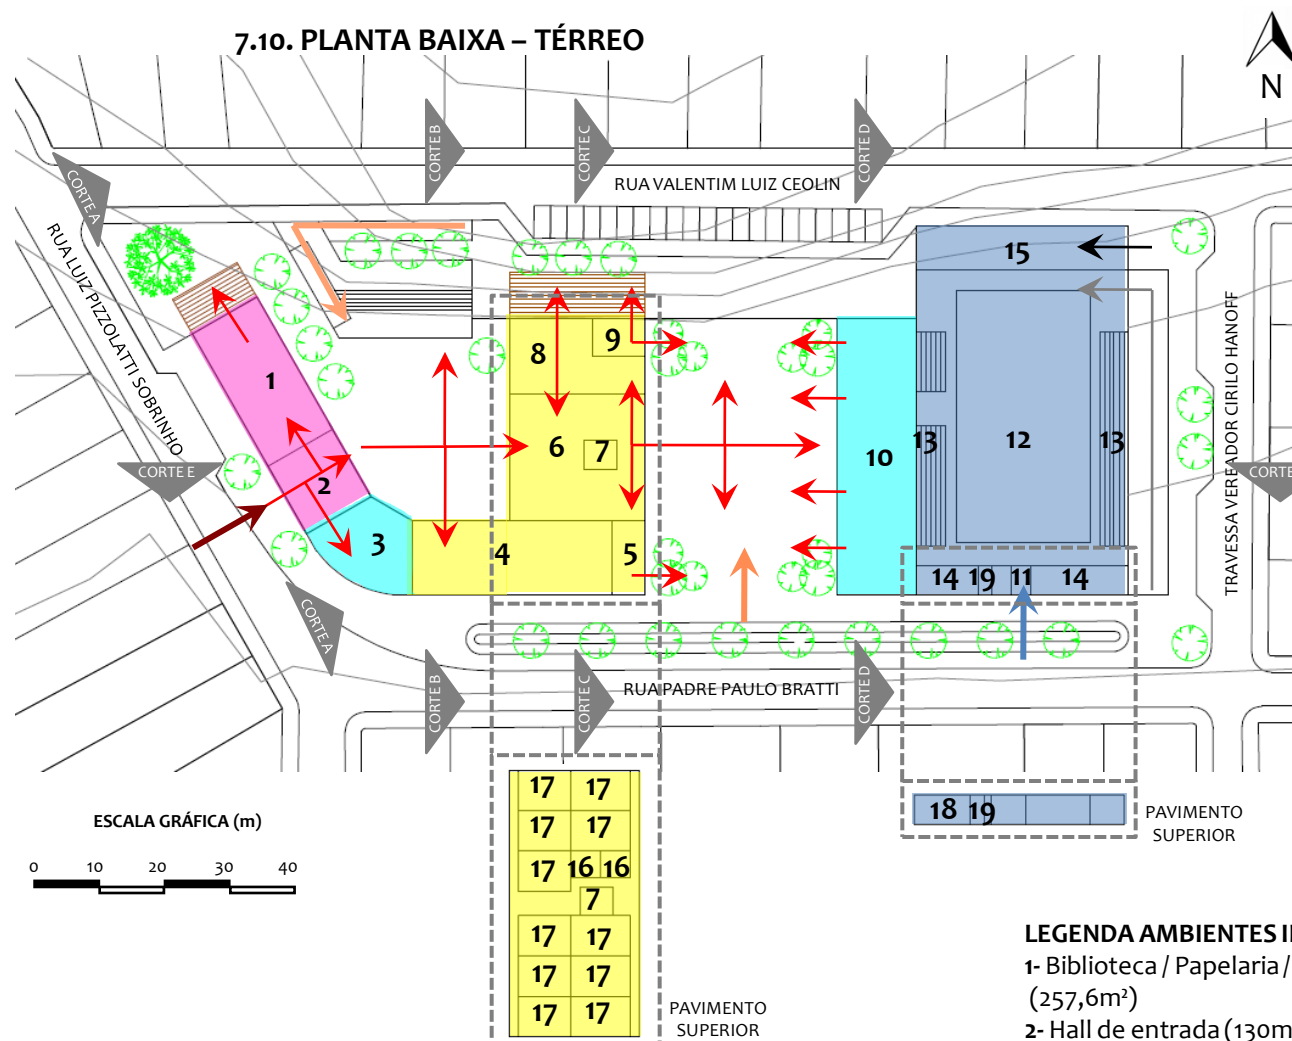 7.10. PLANTA BAIXA – TÉRREO
N
CORTE B
CORTE C
CORTE D
CORTE A
RUA VALENTIM LUIZ CEOLIN
RUA LUIZ PIZZOLATTI SOBRINHO
15
9
8
1
6
7
10
13
12
13
TRAVESSA VEREADOR CIRILO HANOFF
CORTE E
CORTE
2
3
4
5
14
19
11
14
CORTE A
CORTE B
CORTE C
CORTE D
RUA PADRE PAULO BRATTI
17 17
17 17
17 16 16
7
17 17
17 17
17 17
18 19
PAVIMENTO
SUPERIOR
ESCALA GRÁFICA (m)
0 10 20 30 40
PAVIMENTO
SUPERIOR
LEGENDA AMBIENTES
1- Biblioteca / Papelaria /
(257,6m²)
2- Hall de entrada (130m